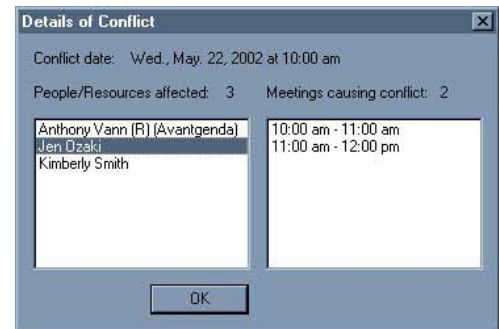 Details of Conflict
Conflict date: Wed., May. 22, 2002 at 10:00 am
People/Resources affected: 3
Meetings causing conflict: 2
Anthony Vann (R) (Avantgenda)
Jen Ozaki
Kimberly Smith
10:00 am - 11:00 am
11:00 am - 12:00 pm
OK